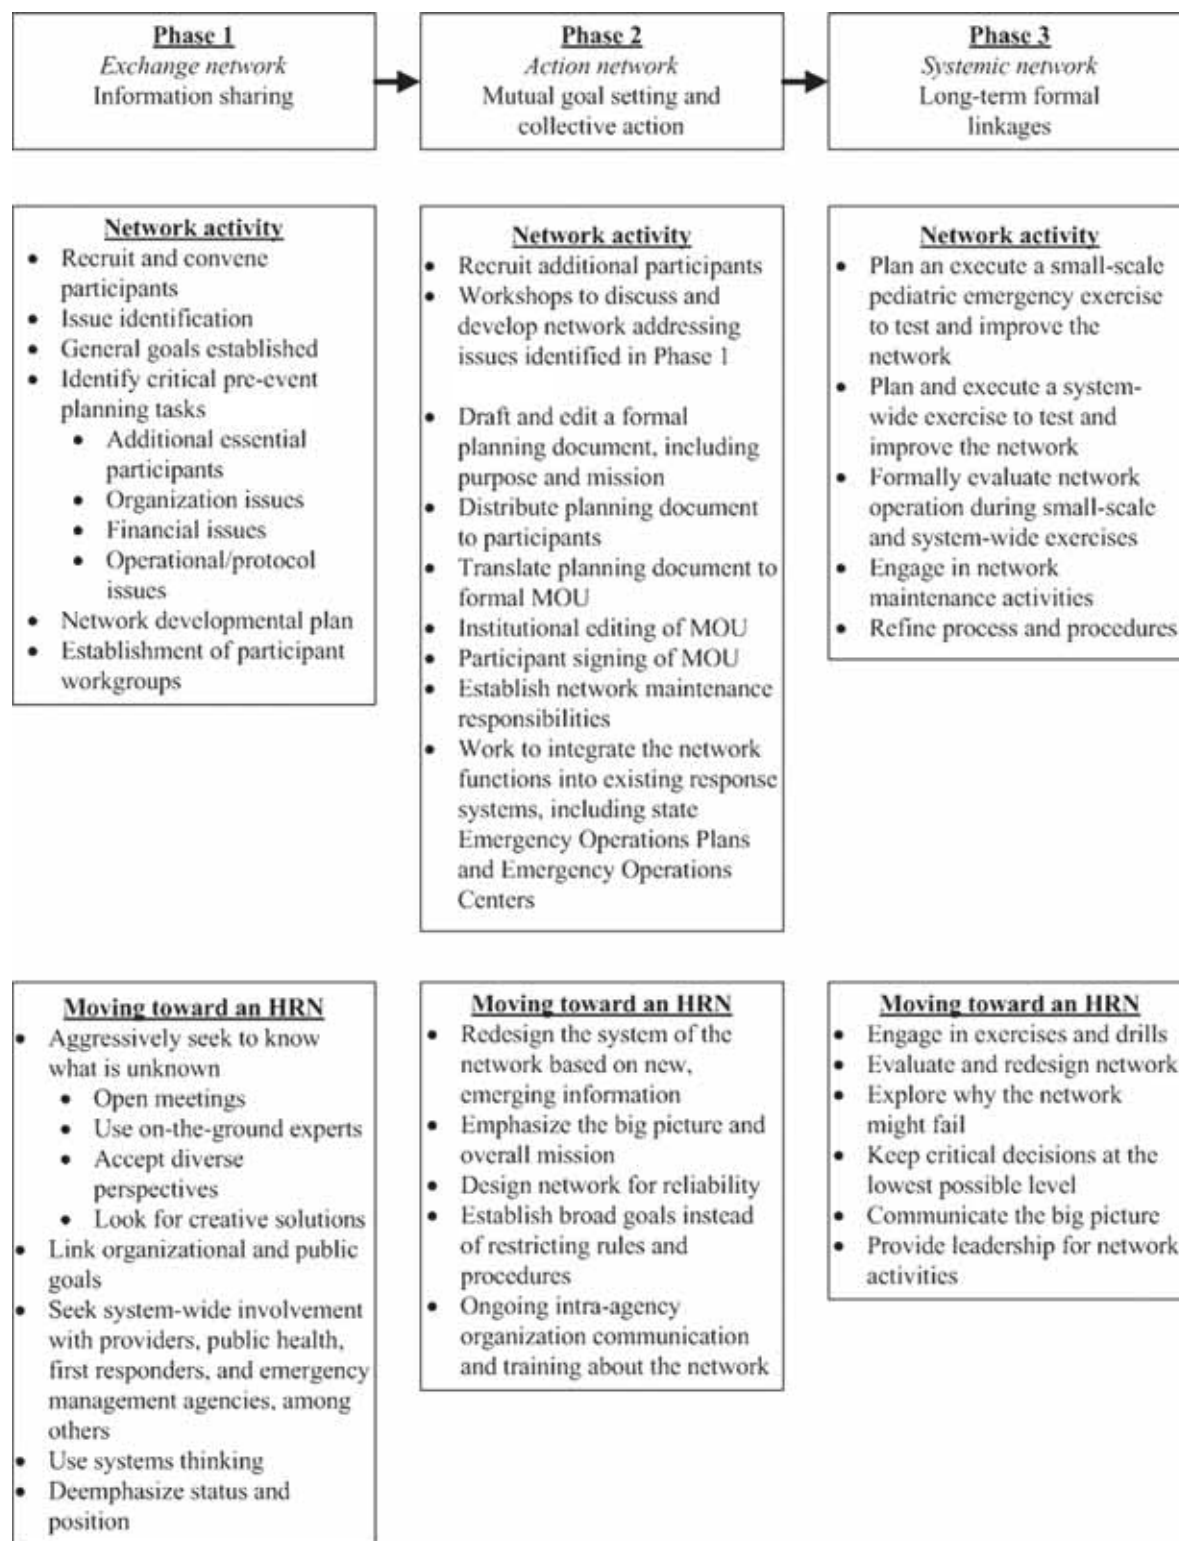 Phase 1
Exchange network
Information sharing
Phase 2
Action network
Mutual goal setting and
collective action
Phase 3
Systemic network
Long-term formal
linkages
Network activity
• Recruit and convene
participants
• Issue identification
• General goals established
• Identify critical pre-event
planning tasks
• Additional essential
participants
• Organization issues
• Financial issues
• Operational/protocol
issues
• Network developmental plan
• Establishment of participant
workgroups
Network activity
• Recruit additional participants
• Workshops to discuss and
develop network addressing
issues identified in Phase 1
• Draft and edit a formal
planning document, including
purpose and mission
• Distribute planning document
to participants
• Translate planning document to
formal MOU
• Institutional editing of MOU
• Participant signing of MOU
• Establish network maintenance
responsibilities
• Work to integrate the network
functions into existing response
systems, including state
Emergency Operations Plans
and Emergency Operations
Centers
Network activity
• Plan an execute a small-scale
pediatric emergency exercise
to test and improve the
network
• Plan and execute a system-
wide exercise to test and
improve the network
• Formally evaluate network
operation during small-scale
and system-wide exercises
• Engage in network
maintenance activities
• Refine process and procedures
Moving toward an HRN
• Aggressively seek to know
what is unknown
• Open meetings
• Use on-the-ground experts
• Accept diverse
perspectives
• Look for creative solutions
• Link organizational and public
goals
• Seek system-wide involvement
with providers, public health,
first responders, and emergency
management agencies, among
others
• Use systems thinking
• Deemphasize status and
position
Moving toward an HRN
• Redesign the system of the
network based on new,
emerging information
• Emphasize the big picture and
overall mission
• Design network for reliability
• Establish broad goals instead
of restricting rules and
procedures
• Ongoing intra-agency
organization communication
and training about the network
Moving toward an HRN
• Engage in exercises and drills
• Evaluate and redesign network
• Explore why the network
might fail
• Keep critical decisions at the
lowest possible level
• Communicate the big picture
• Provide leadership for network
activities